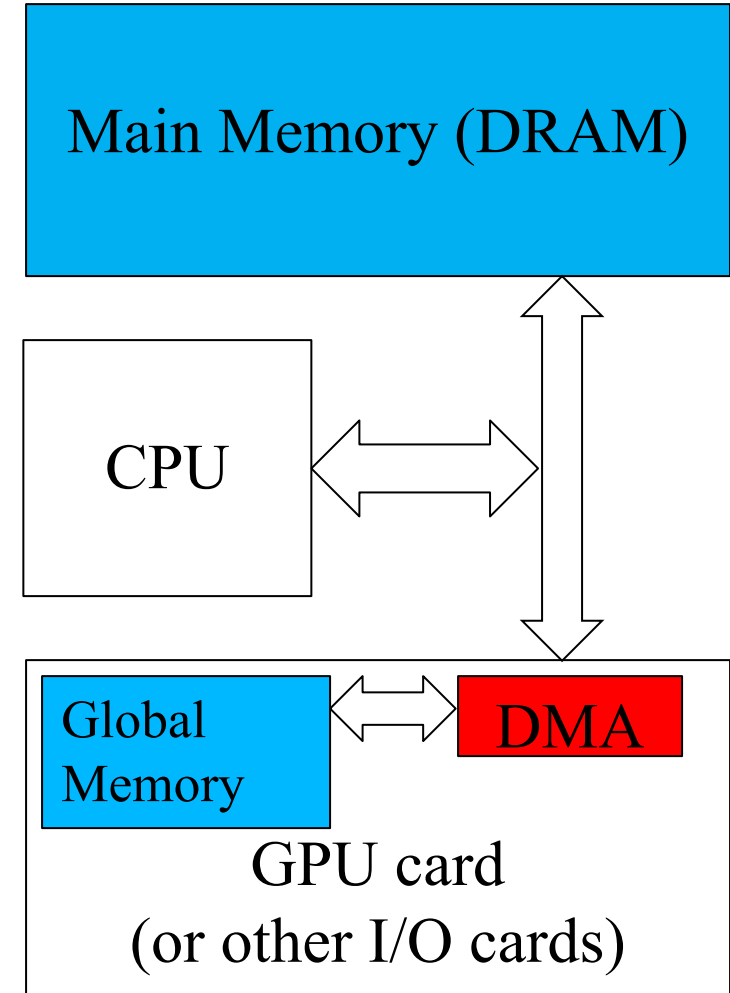 Main Memory (DRAM)
CPU
Global
Memory
DMA
GPU card
(or other I/O cards)